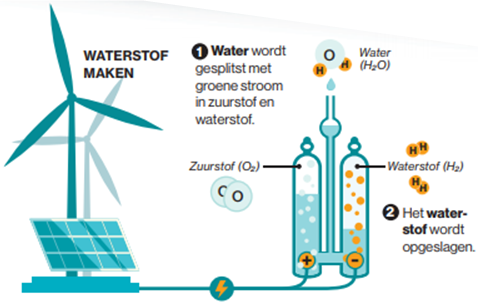 WATERSTOF
MAKEN
1 Water wordt
gesplitst met
groene stroom
in zuurstof en
waterstof.
O
H H
Water
(H₂O)
Zuurstof (O₂)
O O
Waterstof (H₂)
H H
H H
2 Het water-
stof wordt
opgeslagen.
+ −